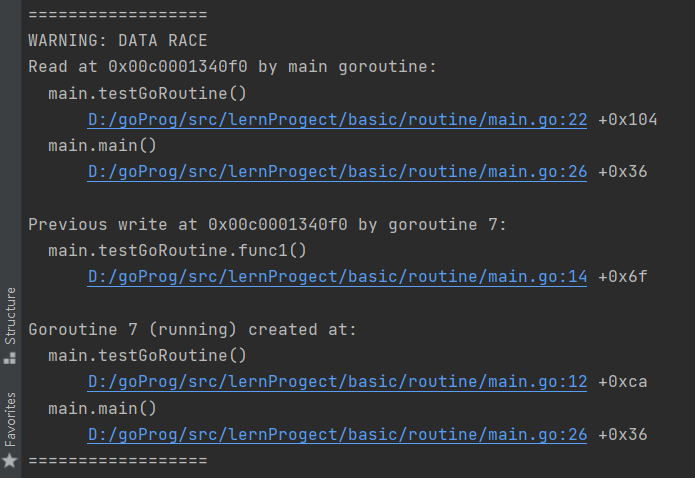 ==================
WARNING: DATA RACE
Read at 0x00c0001340f0 by main goroutine:
  main.testGoRoutine()
      D:/goProg/src/lernProgect/basic/routine/main.go:22 +0x104
  main.main()
      D:/goProg/src/lernProgect/basic/routine/main.go:26 +0x36

Previous write at 0x00c0001340f0 by goroutine 7:
  main.testGoRoutine.func1()
      D:/goProg/src/lernProgect/basic/routine/main.go:14 +0x6f

Goroutine 7 (running) created at:
  main.testGoRoutine()
      D:/goProg/src/lernProgect/basic/routine/main.go:12 +0xca
  main.main()
      D:/goProg/src/lernProgect/basic/routine/main.go:26 +0x36
==================
Structure
Favorites